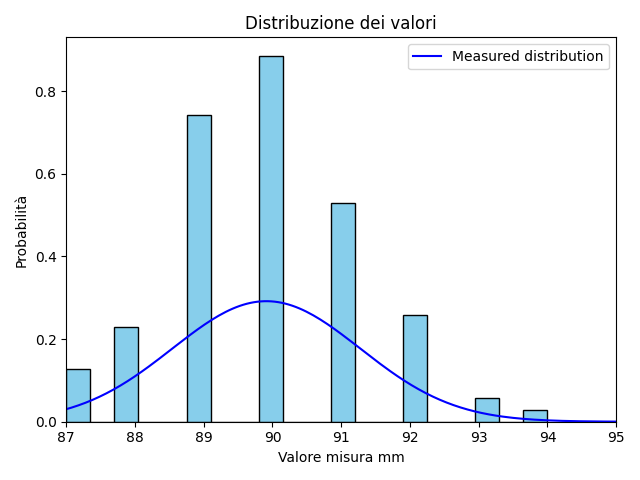 Distribuzione dei valori
Measured distribution
Probabilità
0.8
0.6
0.4
0.2
0.0
87 88 89 90 91 92 93 94 95
Valore misura mm